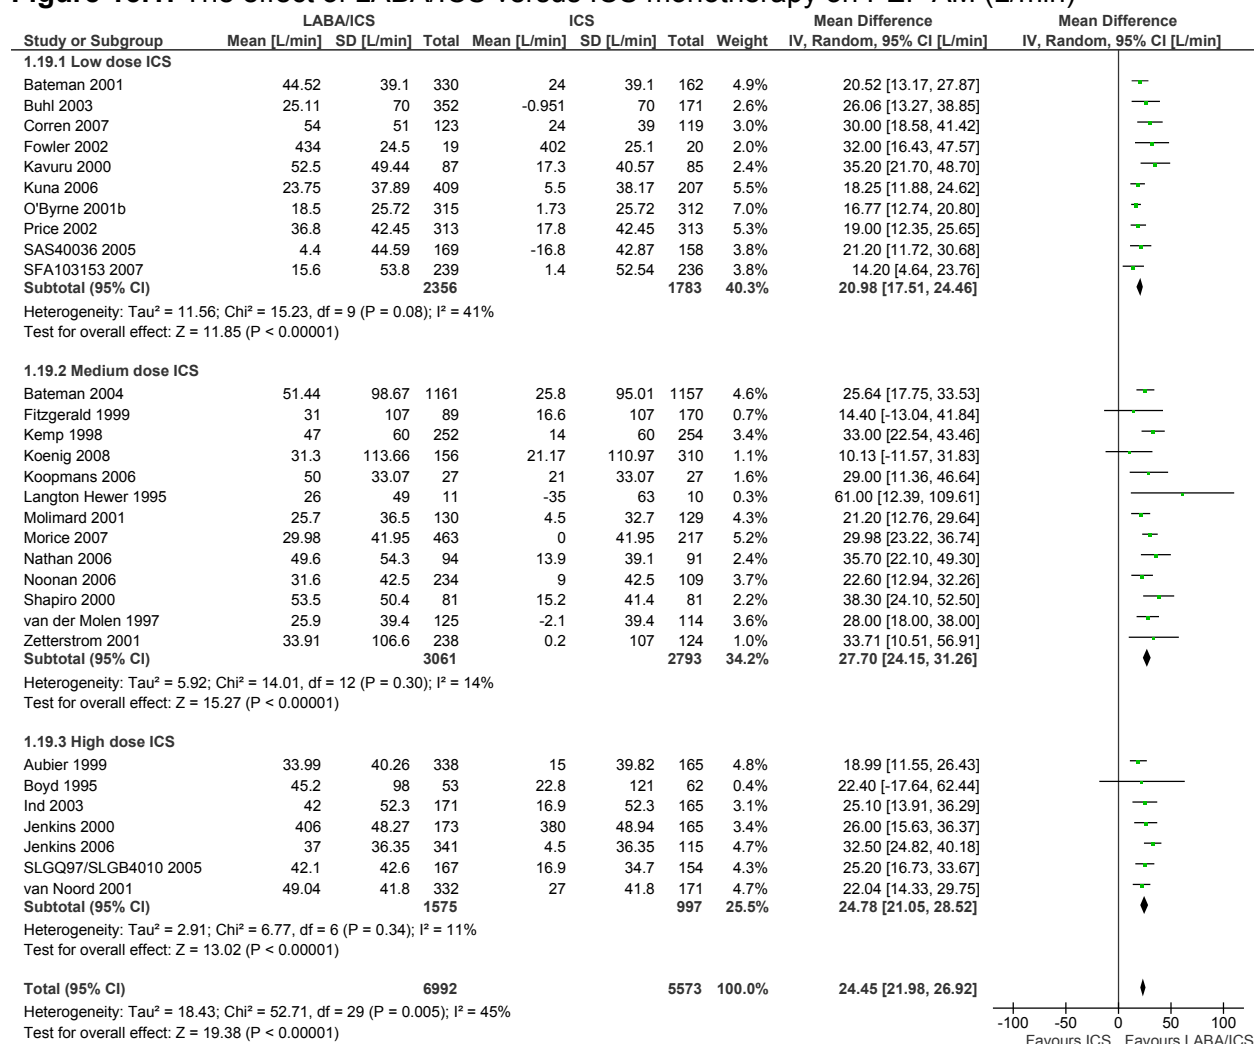 Figure 10.1. The effect of LABA/ICS versus ICS monotherapy on PEF AM (L/min)
LABA/ICS ICS Mean Difference Mean Difference
Study or Subgroup Mean [L/min] SD [L/min] Total Mean [L/min] SD [L/min] Total Weight IV, Random, 95% CI [L/min] IV, Random, 95% CI [L/min]
1.19.1 Low dose ICS
Bateman 2001 44.52 39.1 330 24 39.1 162 4.9% 20.52 [13.17, 27.87]
Buhl 2003 25.11 70 352 -0.951 70 171 2.6% 26.06 [13.27, 38.85]
Corren 2007 54 51 123 24 39 119 3.0% 30.00 [18.58, 41.42]
Fowler 2002 434 24.5 19 402 25.1 20 2.0% 32.00 [16.43, 47.57]
Kavuru 2000 52.5 49.44 87 17.3 40.57 85 2.4% 35.20 [21.70, 48.70]
Kuna 2006 23.75 37.89 409 5.5 38.17 207 5.5% 18.25 [11.88, 24.62]
O'Byrne 2001b 18.5 25.72 315 1.73 25.72 312 7.0% 16.77 [12.74, 20.80]
Price 2002 36.8 42.45 313 17.8 42.45 313 5.3% 19.00 [12.35, 25.65]
SAS40036 2005 4.4 44.59 169 -16.8 42.87 158 3.8% 21.20 [11.72, 30.68]
SFA103153 2007 15.6 53.8 239 1.4 52.54 236 3.8% 14.20 [4.64, 23.76]
Subtotal (95% CI) 2356 1783 40.3% 20.98 [17.51, 24.46]
Heterogeneity: Tau² = 11.56; Chi² = 15.23, df = 9 (P = 0.08); I² = 41%
Test for overall effect: Z = 11.85 (P < 0.00001)
1.19.2 Medium dose ICS
Bateman 2004 51.44 98.67 1161 25.8 95.01 1157 4.6% 25.64 [17.75, 33.53]
Fitzgerald 1999 31 107 89 16.6 107 170 0.7% 14.40 [-13.04, 41.84]
Kemp 1998 47 60 252 14 60 254 3.4% 33.00 [22.54, 43.46]
Koenig 2008 31.3 113.66 156 21.17 110.97 310 1.1% 10.13 [-11.57, 31.83]
Koopmans 2006 50 33.07 27 21 33.07 27 1.6% 29.00 [11.36, 46.64]
Langton Hewer 1995 26 49 11 -35 63 10 0.3% 61.00 [12.39, 109.61]
Molimard 2001 25.7 36.5 130 4.5 32.7 129 4.3% 21.20 [12.76, 29.64]
Morice 2007 29.98 41.95 463 0 41.95 217 5.2% 29.98 [23.22, 36.74]
Nathan 2006 49.6 54.3 94 13.9 39.1 91 2.4% 35.70 [22.10, 49.30]
Noonan 2006 31.6 42.5 234 9 42.5 109 3.7% 22.60 [12.94, 32.26]
Shapiro 2000 53.5 50.4 81 15.2 41.4 81 2.2% 38.30 [24.10, 52.50]
van der Molen 1997 25.9 39.4 125 -2.1 39.4 114 3.6% 28.00 [18.00, 38.00]
Zetterstrom 2001 33.91 106.6 238 0.2 107 124 1.0% 33.71 [10.51, 56.91]
Subtotal (95% CI) 3061 2793 34.2% 27.70 [24.15, 31.26]
Heterogeneity: Tau² = 5.92; Chi² = 14.01, df = 12 (P = 0.30); I² = 14%
Test for overall effect: Z = 15.27 (P < 0.00001)
1.19.3 High dose ICS
Aubier 1999 33.99 40.26 338 15 39.82 165 4.8% 18.99 [11.55, 26.43]
Boyd 1995 45.2 98 53 22.8 121 62 0.4% 22.40 [-17.64, 62.44]
Ind 2003 42 52.3 171 16.9 52.3 165 3.1% 25.10 [13.91, 36.29]
Jenkins 2000 406 48.27 173 380 48.94 165 3.4% 26.00 [15.63, 36.37]
Jenkins 2006 37 36.35 341 4.5 36.35 115 4.7% 32.50 [24.82, 40.18]
SLGQ97/SLGB4010 2005 42.1 42.6 167 16.9 34.7 154 4.3% 25.20 [16.73, 33.67]
van Noord 2001 49.04 41.8 332 27 41.8 171 4.7% 22.04 [14.33, 29.75]
Subtotal (95% CI) 1575 997 25.5% 24.78 [21.05, 28.52]
Heterogeneity: Tau² = 2.91; Chi² = 6.77, df = 6 (P = 0.34); I² = 11%
Test for overall effect: Z = 13.02 (P < 0.00001)
Total (95% CI) 6992 5573 100.0% 24.45 [21.98, 26.92]
Heterogeneity: Tau² = 18.43; Chi² = 52.71, df = 29 (P = 0.005); I² = 45%
Test for overall effect: Z = 19.38 (P < 0.00001)
-100 -50 0 50 100
Favours ICS Favours LABA/ICS